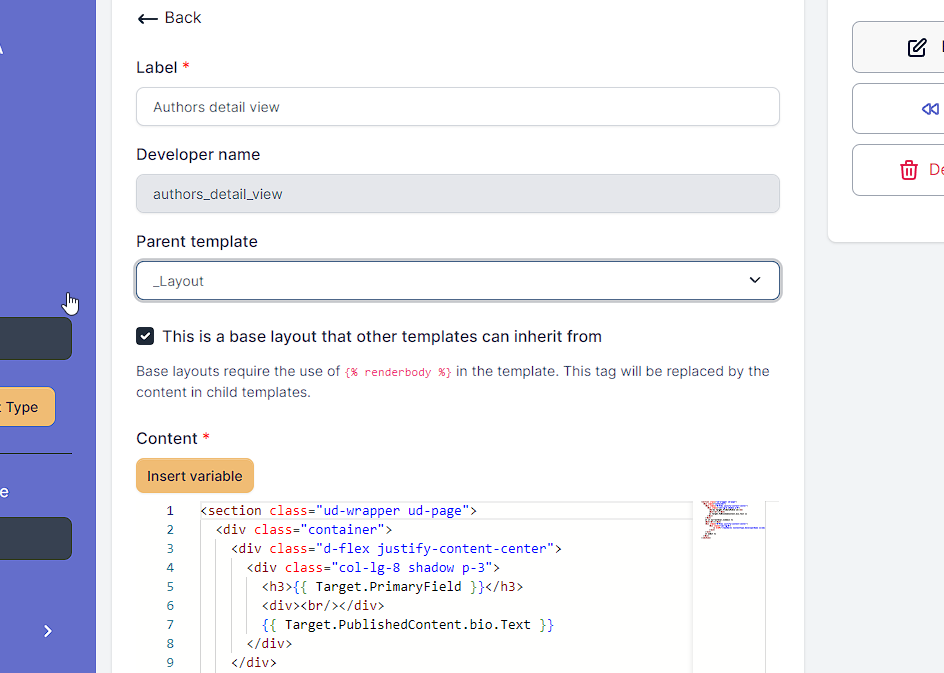 Back
Label *
Authors detail view
Developer name
authors_detail_view
Parent template
_Layout
This is a base layout that other templates can inherit from
Base layouts require the use of {% renderbody %} in the template. This tag will be replaced by the
content in child templates.
Type
Content *
Insert variable
1 <section class="ud-wrapper ud-page">
2 <div class="container">
3 <div class="d-flex justify-content-center">
4 <div class="col-lg-8 shadow p-3">
5 <h3>{{ Target.PrimaryField }}</h3>
6 <div><br/></div>
7 {{ Target.PublishedContent.bio.Text }}
8 </div>
9 </div>